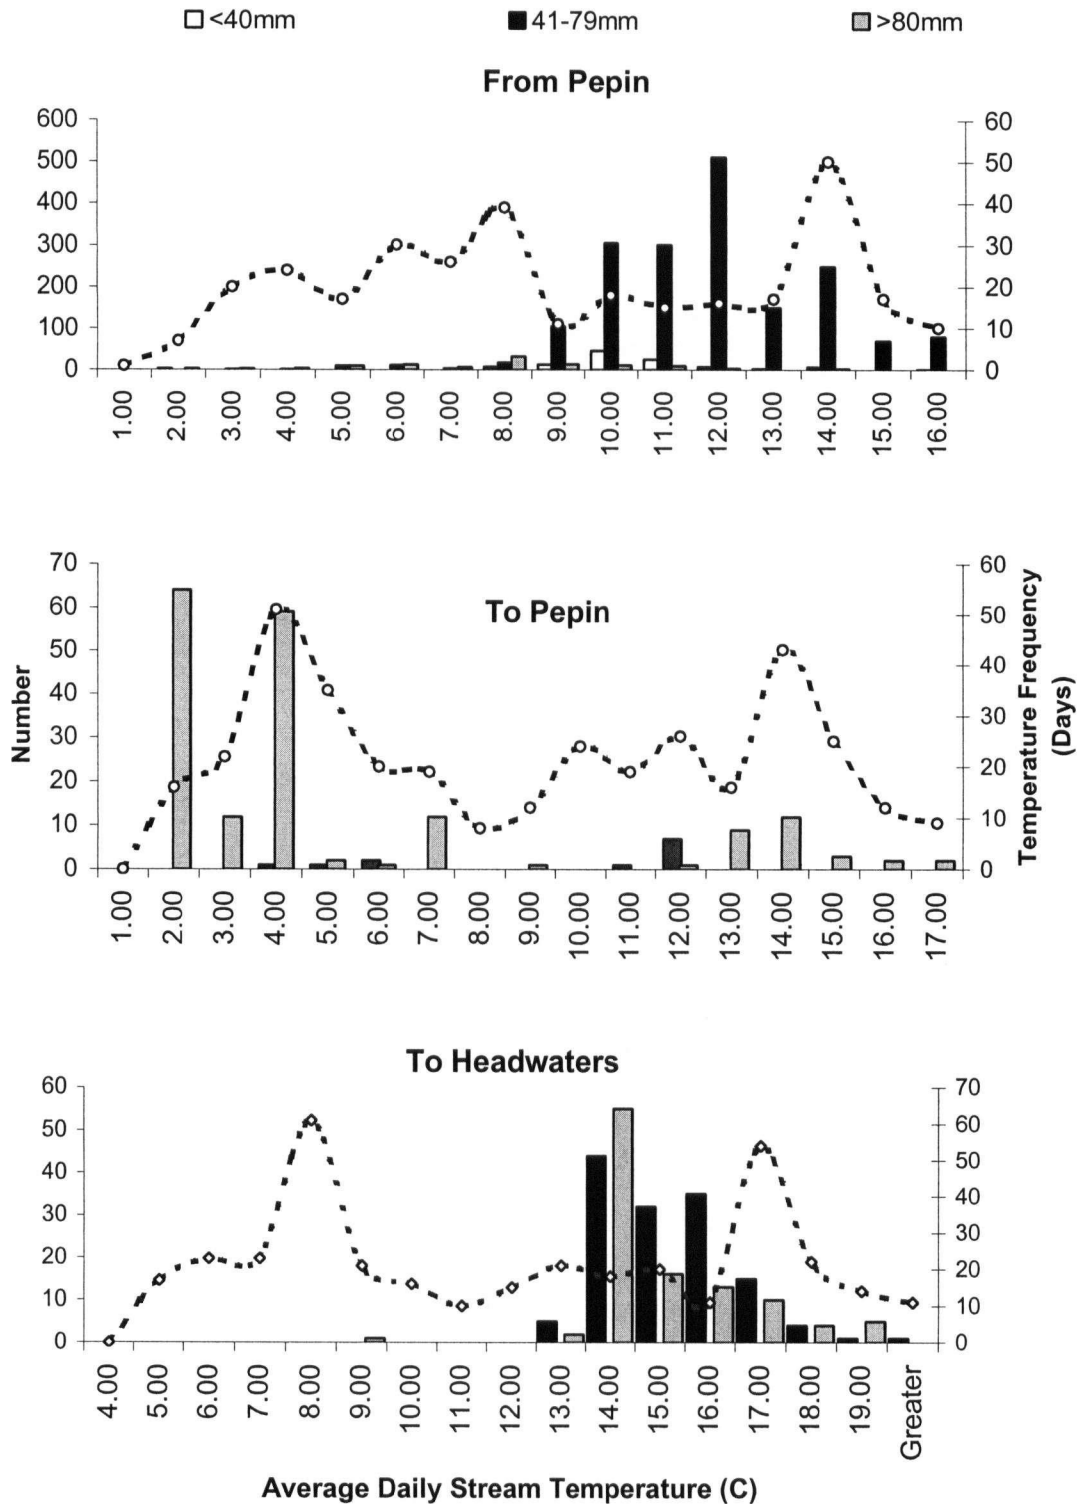 <40mm 41-79mm >80mm
From Pepin
600 500 400 300 200 100 0
60 50 40 30 20 10 0
1.00 2.00 3.00 4.00 5.00 6.00 7.00 8.00 9.00 10.00 11.00 12.00 13.00 14.00 15.00 16.00
To Pepin
Number
70 60 50 40 30 20 10 0
60 50 40 30 20 10 0
Temperature Frequency
(Days)
1.00 2.00 3.00 4.00 5.00 6.00 7.00 8.00 9.00 10.00 11.00 12.00 13.00 14.00 15.00 16.00 17.00
To Headwaters
60 50 40 30 20 10 0
70 60 50 40 30 20 10 0
4.00 5.00 6.00 7.00 8.00 9.00 10.00 11.00 12.00 13.00 14.00 15.00 16.00 17.00 18.00 19.00 Greater
Average Daily Stream Temperature (C)